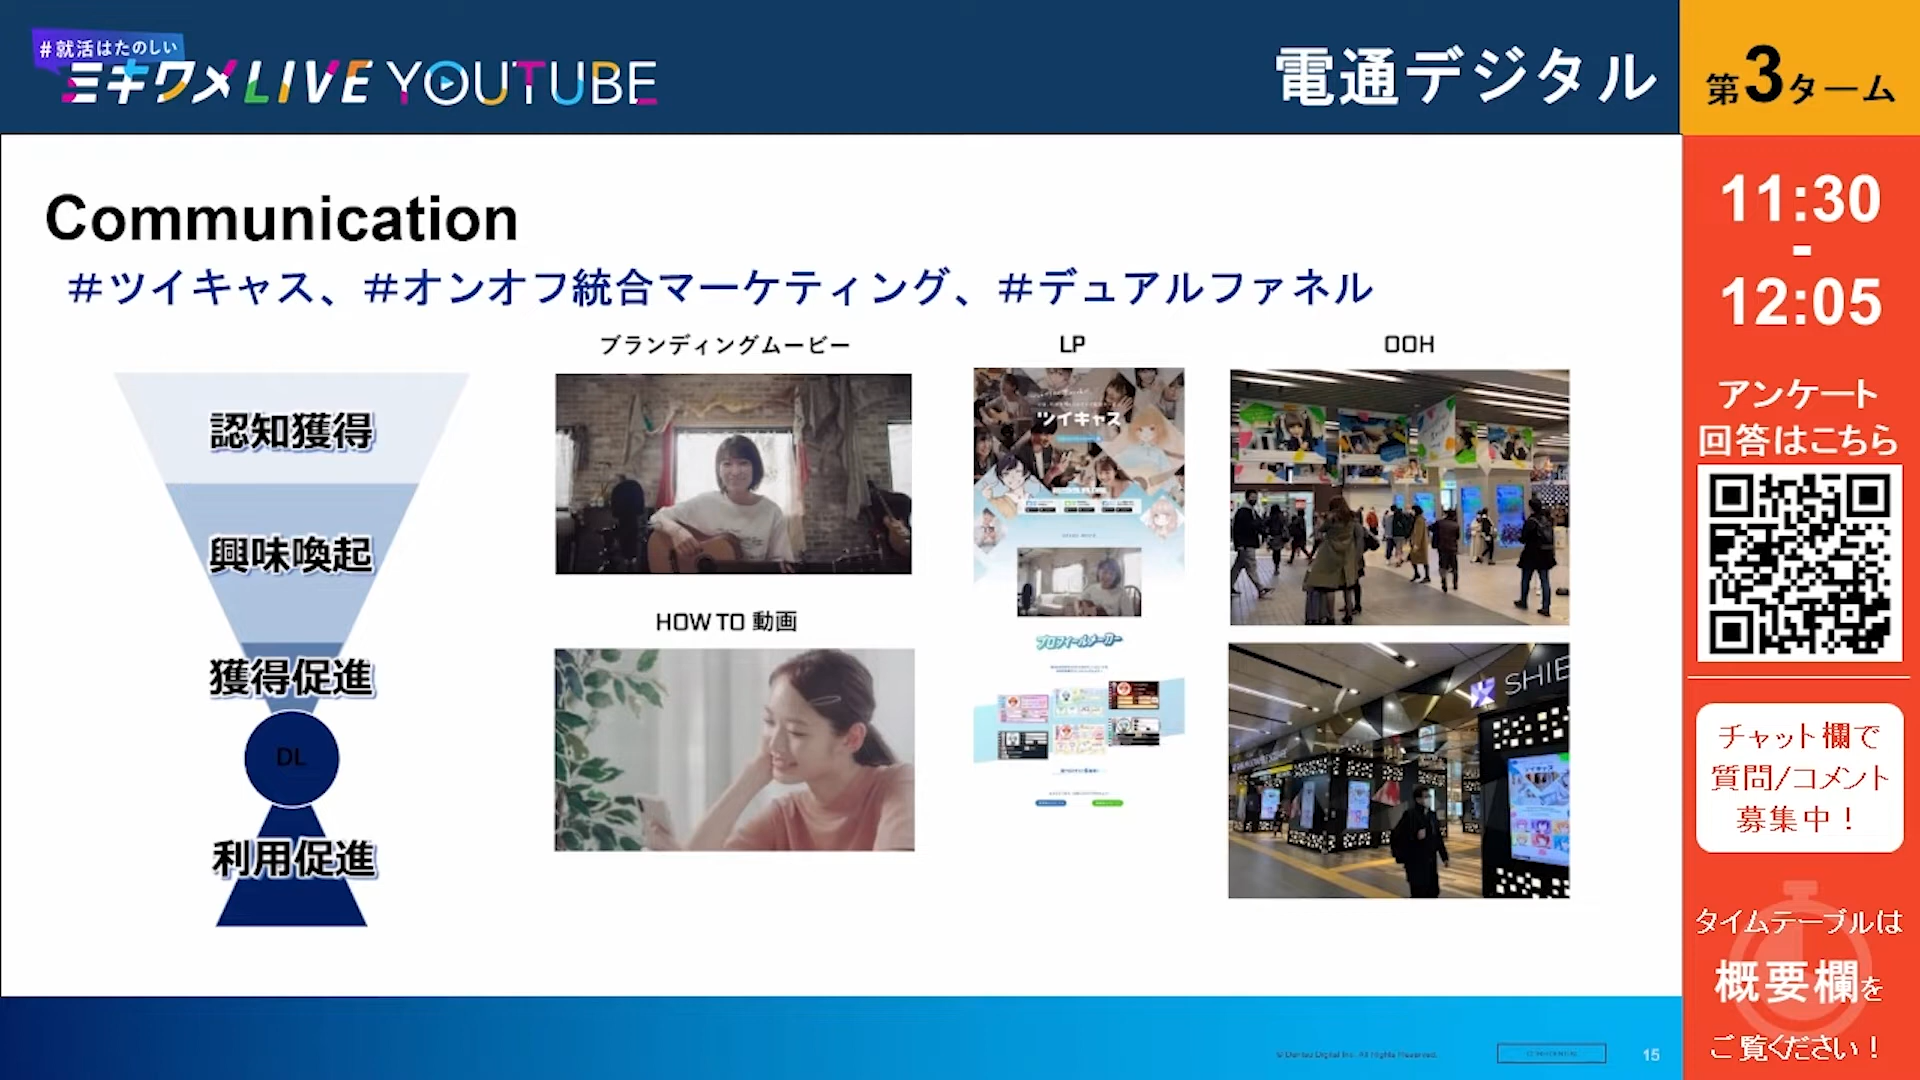 #就活はたのしい
ミキワメLIVE YOUTUBE
電通デジタル
第3ターム
Communication
#ツイキャス、#オンオフ統合マーケティング、#デュアルファネル
認知獲得
興味喚起
獲得促進
DL
利用促進
ブランディングムービー
HOW TO 動画
LP
ツイキャス
プロフィールメーカー
OOH
SHIB
© Dentsu Digital Inc. All Rights Reserved.
CONFIDENTIAL
15
11:30
-
12:05
アンケート
回答はこちら
チャット欄で
質問/コメント
募集中！
タイムテーブルは
概要欄を
ご覧ください！